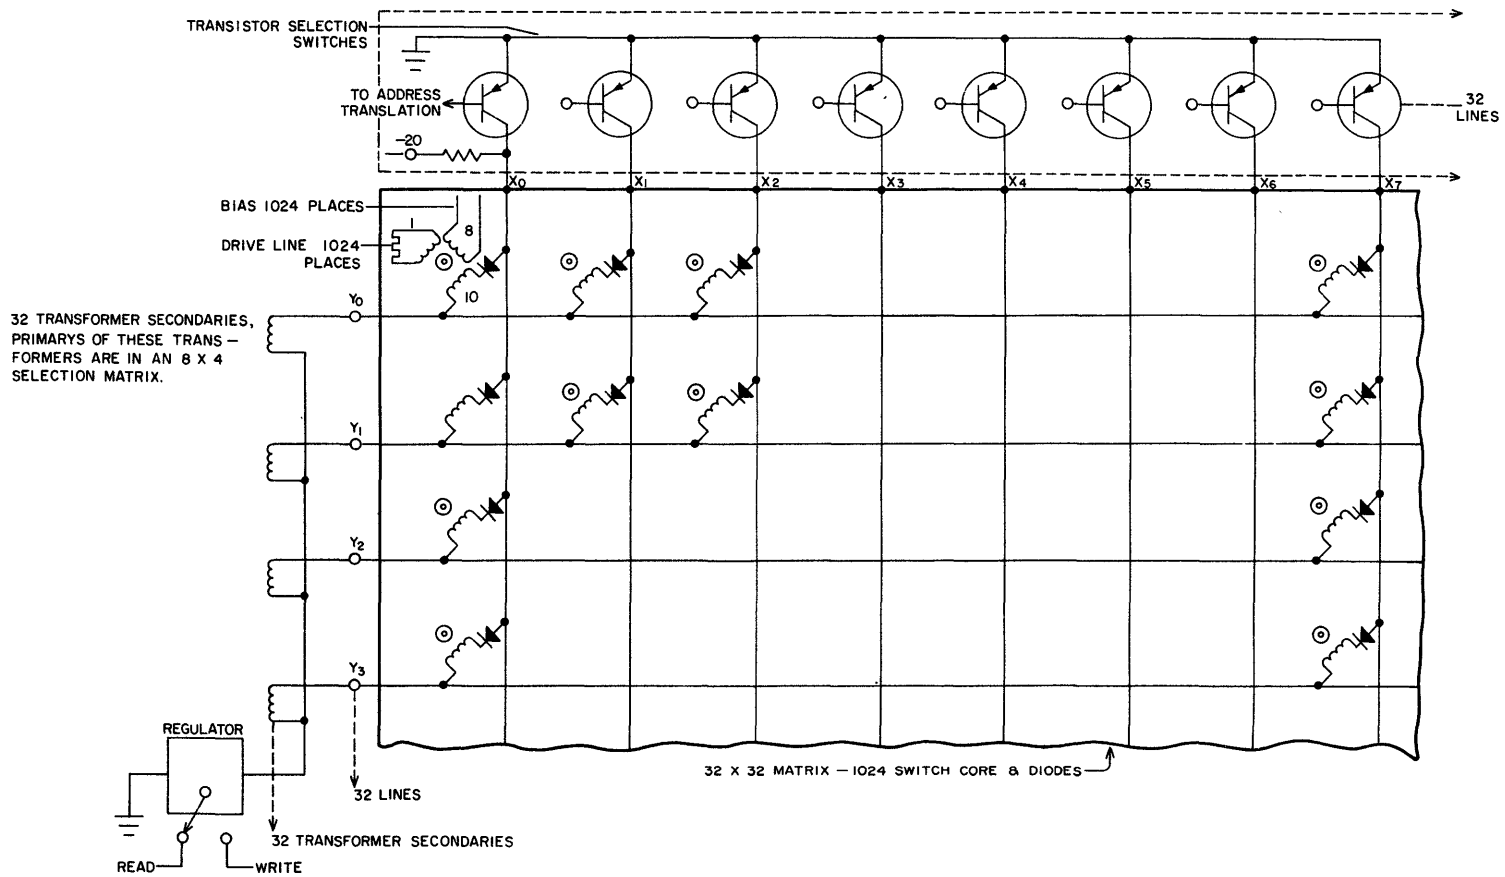 TRANSISTOR SELECTION
SWITCHES
TO ADDRESS
TRANSLATION
32
LINES
-20
X0
X1
X2
X3
X4
X5
X6
X7
BIAS 1024 PLACES
1
8
DRIVE LINE 1024
PLACES
10
Y0
32 TRANSFORMER SECONDARIES,
PRIMARYS OF THESE TRANS-
FORMERS ARE IN AN 8 X 4
SELECTION MATRIX.
Y1
Y2
Y3
REGULATOR
32 X 32 MATRIX - 1024 SWITCH CORE & DIODES
32 LINES
32 TRANSFORMER SECONDARIES
READ
WRITE